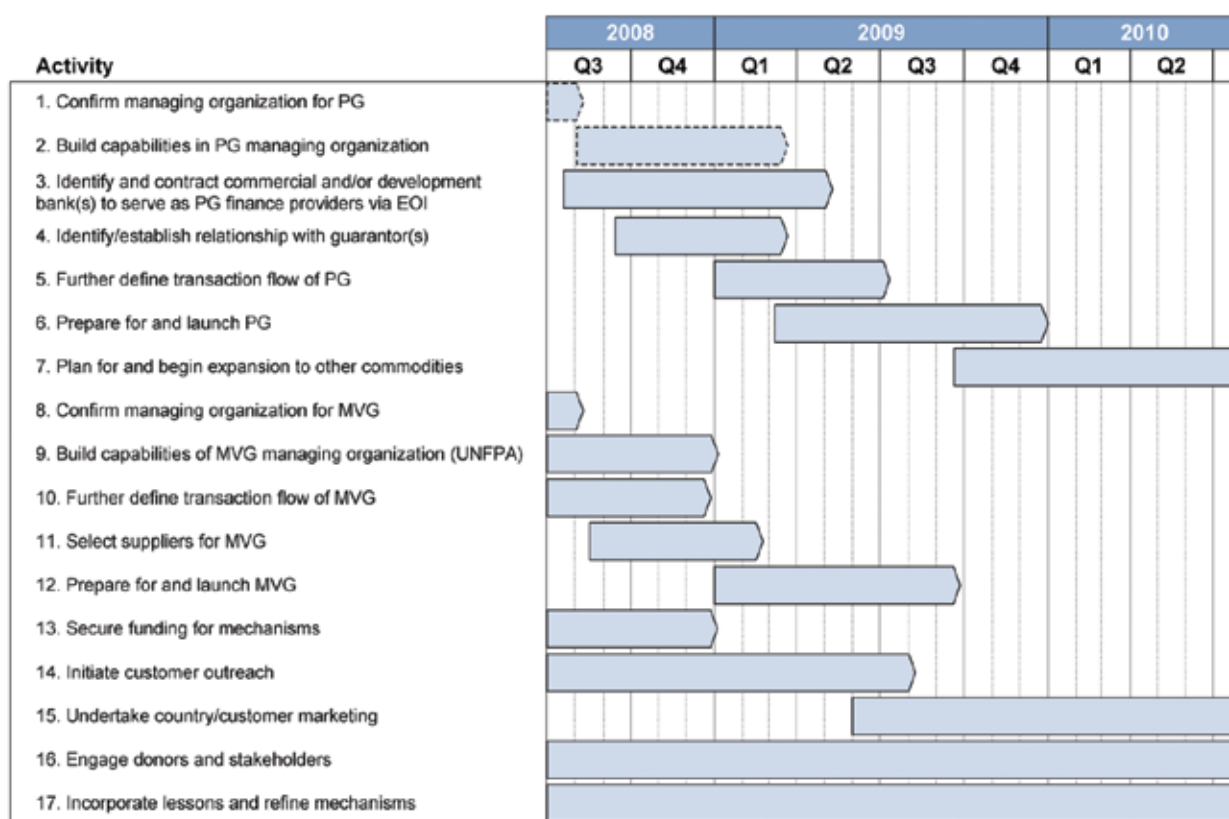 2008 2009 2010
Activity Q3 Q4 Q1 Q2 Q3 Q4 Q1 Q2
1. Confirm managing organization for PG
2. Build capabilities in PG managing organization
3. Identify and contract commercial and/or development
bank(s) to serve as PG finance providers via EOI
4. Identify/establish relationship with guarantor(s)
5. Further define transaction flow of PG
6. Prepare for and launch PG
7. Plan for and begin expansion to other commodities
8. Confirm managing organization for MVG
9. Build capabilities of MVG managing organization (UNFPA)
10. Further define transaction flow of MVG
11. Select suppliers for MVG
12. Prepare for and launch MVG
13. Secure funding for mechanisms
14. Initiate customer outreach
15. Undertake country/customer marketing
16. Engage donors and stakeholders
17. Incorporate lessons and refine mechanisms